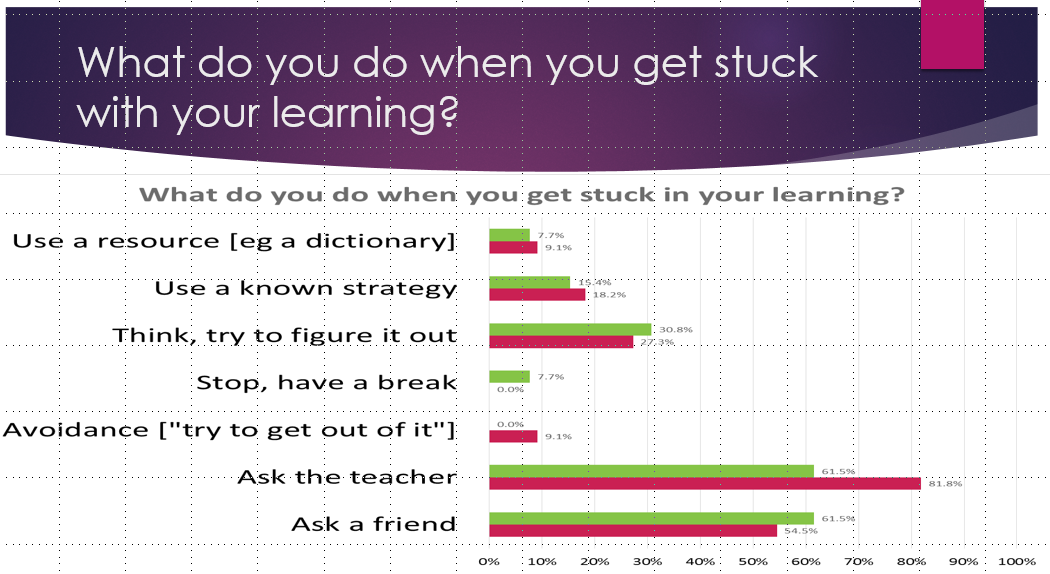 What do you do when you get stuck
with your learning?
What do you do when you get stuck in your learning?
Use a resource [eg a dictionary]
7.7%
9.1%
Use a known strategy
15.4%
18.2%
Think, try to figure it out
30.8%
27.3%
Stop, have a break
7.7%
0.0%
Avoidance ["try to get out of it"]
0.0%
9.1%
Ask the teacher
61.5%
81.8%
Ask a friend
61.5%
54.5%
0% 10% 20% 30% 40% 50% 60% 70% 80% 90% 100%